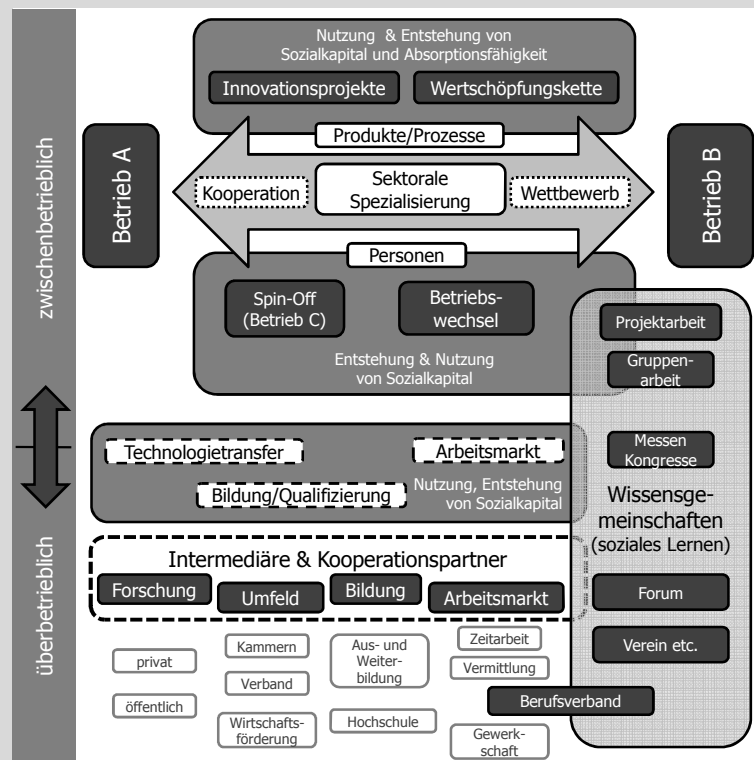 Nutzung & Entstehung von
Sozialkapital und Absorptionsfähigkeit
Innovationsprojekte
Wertschöpfungskette
zwischenbetrieblich
Betrieb A
Produkte/Prozesse
Betrieb B
Kooperation
Sektorale
Spezialisierung
Wettbewerb
Personen
Spin-Off
(Betrieb C)
Betriebs-
wechsel
Entstehung & Nutzung
von Sozialkapital
Projektarbeit
Gruppen-
arbeit
Technologietransfer
Arbeitsmarkt
Bildung/Qualifizierung
Nutzung, Entstehung
von Sozialkapital
Messen
Kongresse
Wissensge-
meinschaften
(soziales Lernen)
überbetrieblich
Intermediäre & Kooperationspartner
Forschung
Umfeld
Bildung
Arbeitsmarkt
Forum
Verein etc.
privat
öffentlich
Kammern
Verband
Wirtschafts-
förderung
Aus- und
Weiter-
bildung
Hochschule
Zeitarbeit
Vermittlung
Berufsverband
Gewerk-
schaft